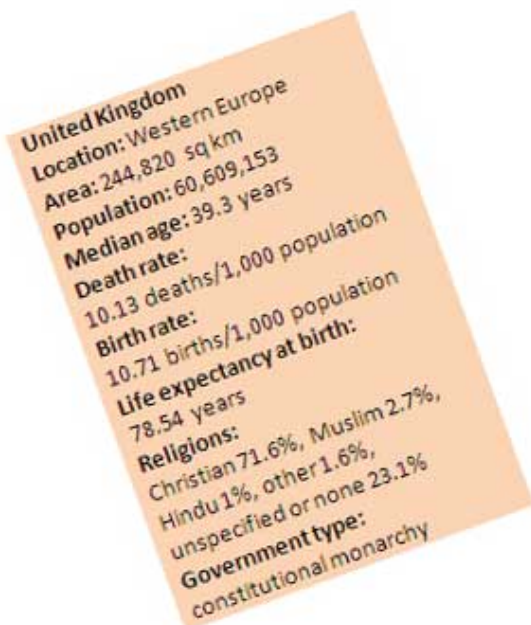 United Kingdom
Location: Western Europe
Area: 244,820 sq km
Population: 60,609,153
Median age: 39.3 years
Death rate:
10.13 deaths/1,000 population
Birth rate:
10.71 births/1,000 population
Life expectancy at birth:
78.54 years
Religions:
Christian 71.6%, Muslim 2.7%,
Hindu 1%, other 1.6%,
unspecified or none 23.1%
Government type:
constitutional monarchy